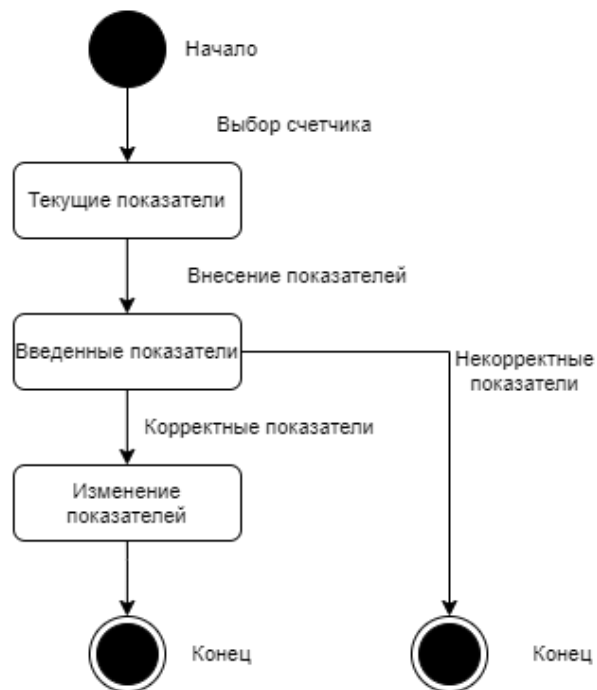 Начало
Выбор счетчика
Текущие показатели
Внесение показателей
Введенные показатели
Некорректные
показатели
Корректные показатели
Изменение
показателей
Конец
Конец